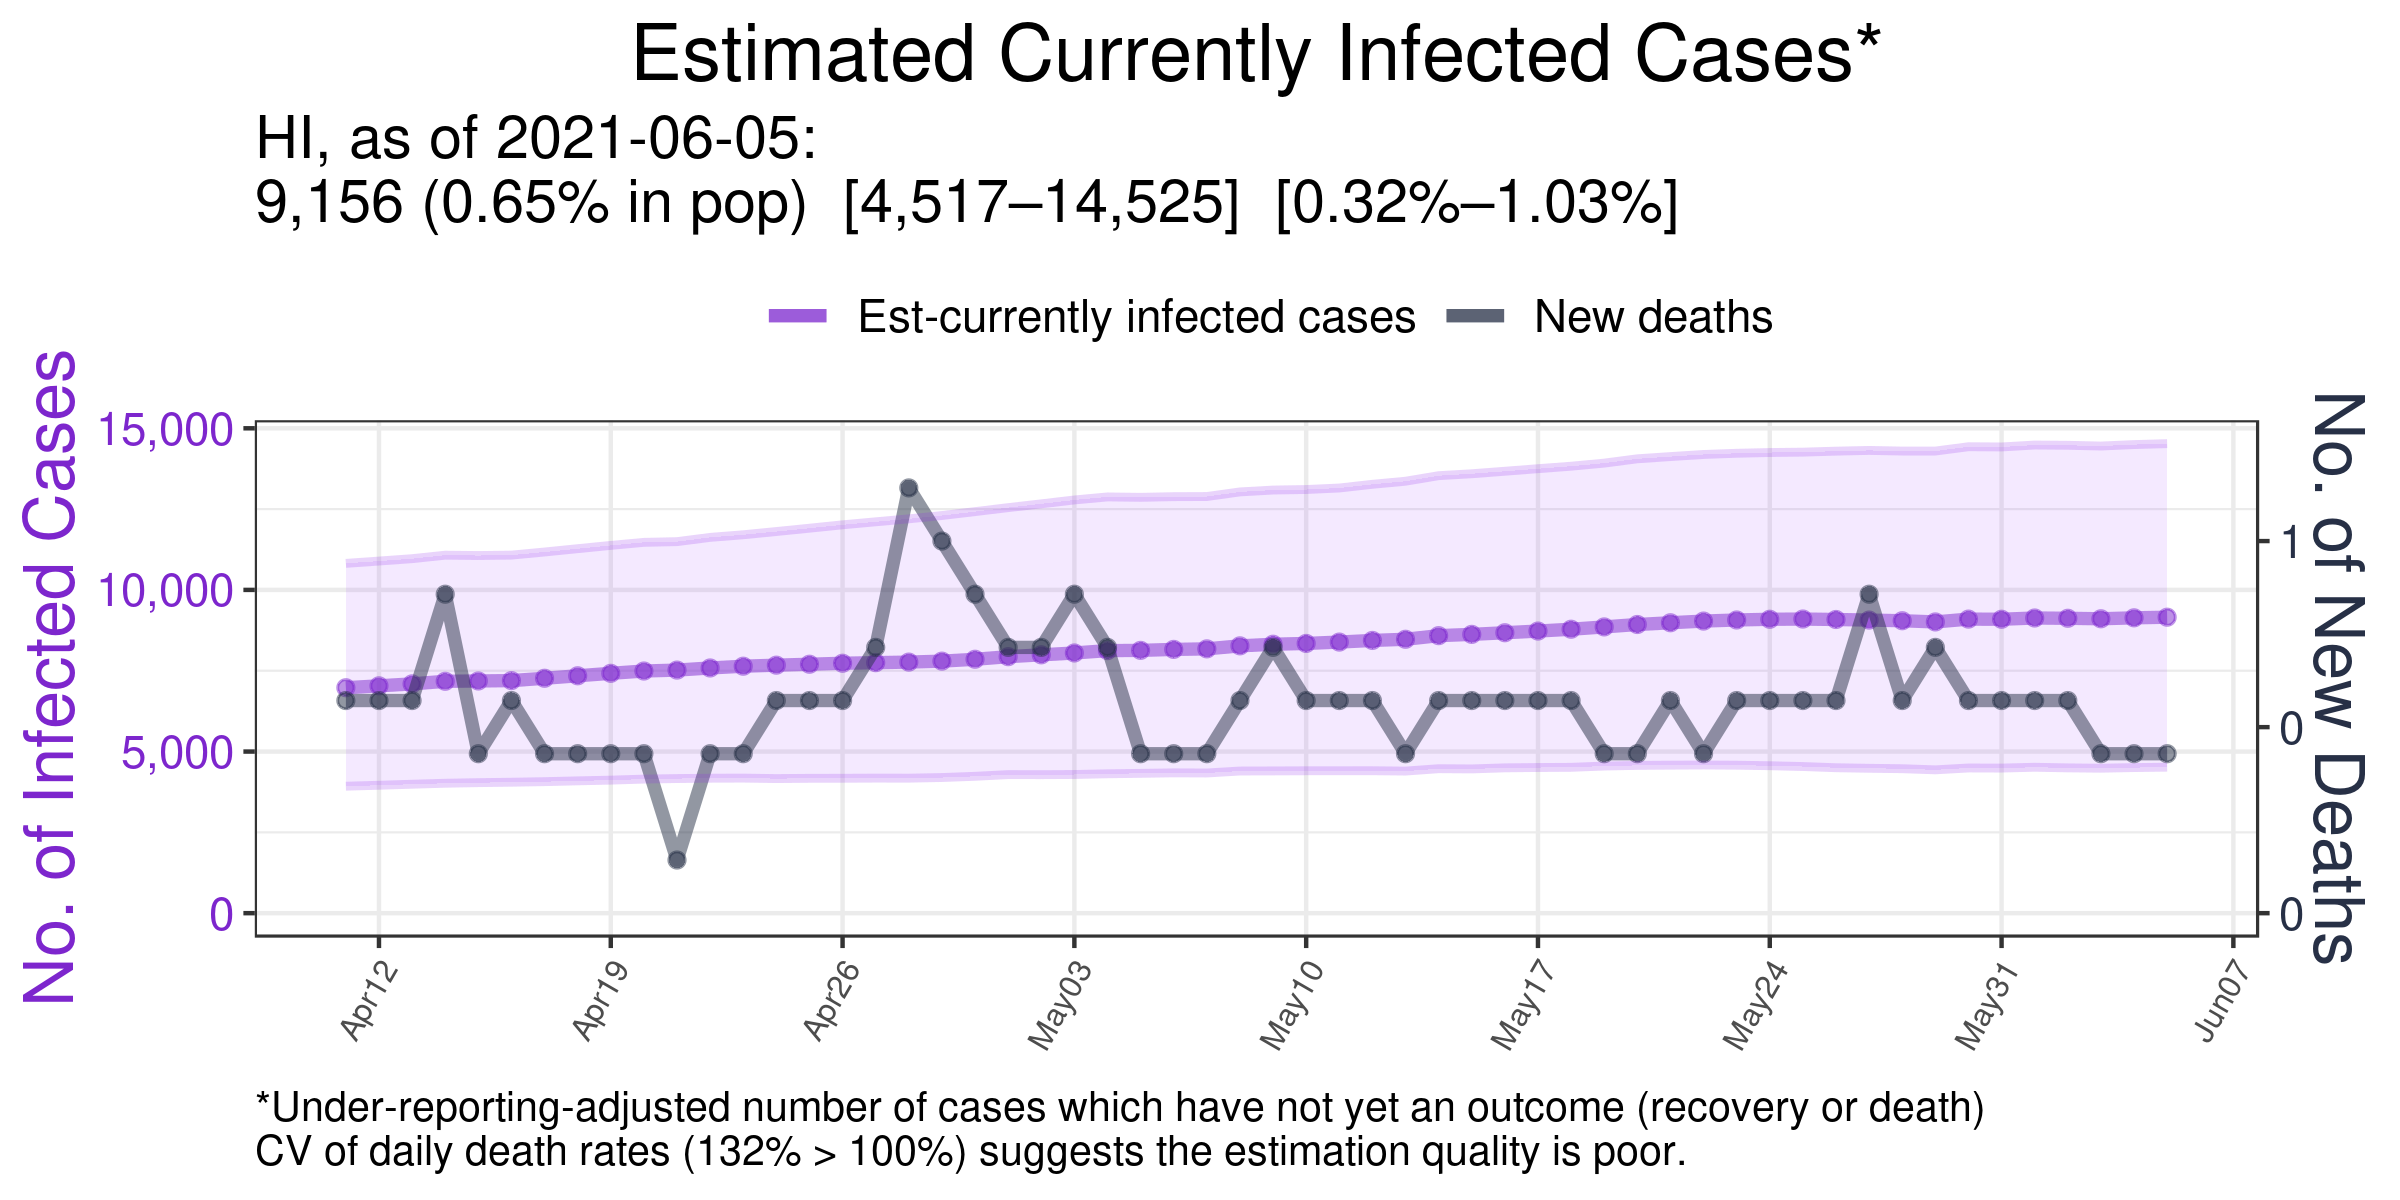 Estimated Currently Infected Cases*
HI, as of 2021-06-05:
9,156 (0.65% in pop)  [4,517–14,525]  [0.32%–1.03%]
Est-currently infected cases
New deaths
No. of Infected Cases
15,000
10,000
5,000
0
No. of New Deaths
1
0
0
Apr12
Apr19
Apr26
May03
May10
May17
May24
May31
Jun07
*Under-reporting-adjusted number of cases which have not yet an outcome (recovery or death)
CV of daily death rates (132% > 100%) suggests the estimation quality is poor.